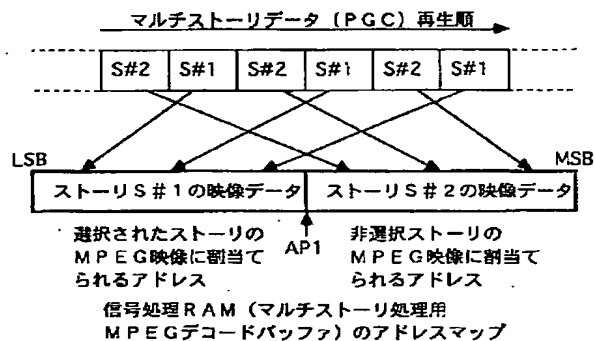 マルチストーリデータ(PGC)再生順
S#2 S#1 S#2 S#1 S#2 S#1
LSB MSB
ストーリS#1の映像データ ストーリS#2の映像データ
AP1
選択されたストーリの
MPEG映像に割当て
られるアドレス
非選択ストーリの
MPEG映像に割当て
られるアドレス
信号処理RAM(マルチストーリ処理用
MPEGデコードバッファ)のアドレスマップ